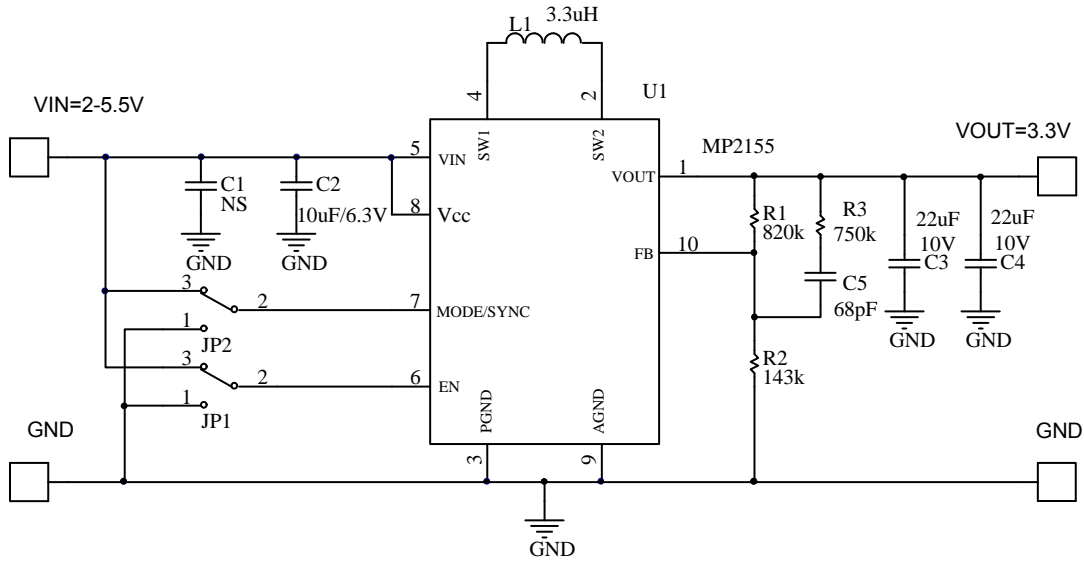 L1 3.3uH
VIN=2-5.5V
4
2
U1
SW1
SW2
VOUT=3.3V
MP2155
5
VIN
VOUT
1
C1
NS
C2
10uF/6.3V
8
Vcc
R1
820k
R3
750k
22uF
10V
C3
22uF
10V
C4
FB
10
GND
GND
C5
68pF
GND
GND
3
2
7
MODE/SYNC
1
JP2
3
2
6
EN
R2
143k
1
JP1
PGND
AGND
GND
GND
3
9
GND